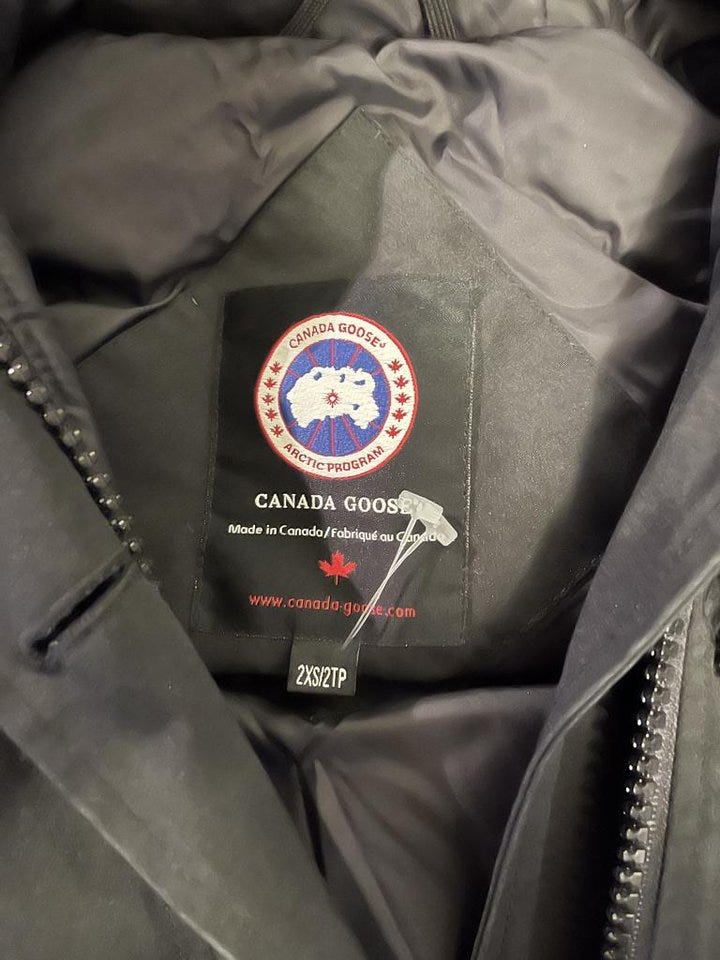 CANADA GOOSE
ARCTIC PROGRAM
CANADA GOOSE
Made in Canada/Fabriqué au Canada
www.canada-goose.com
2XS/2TP